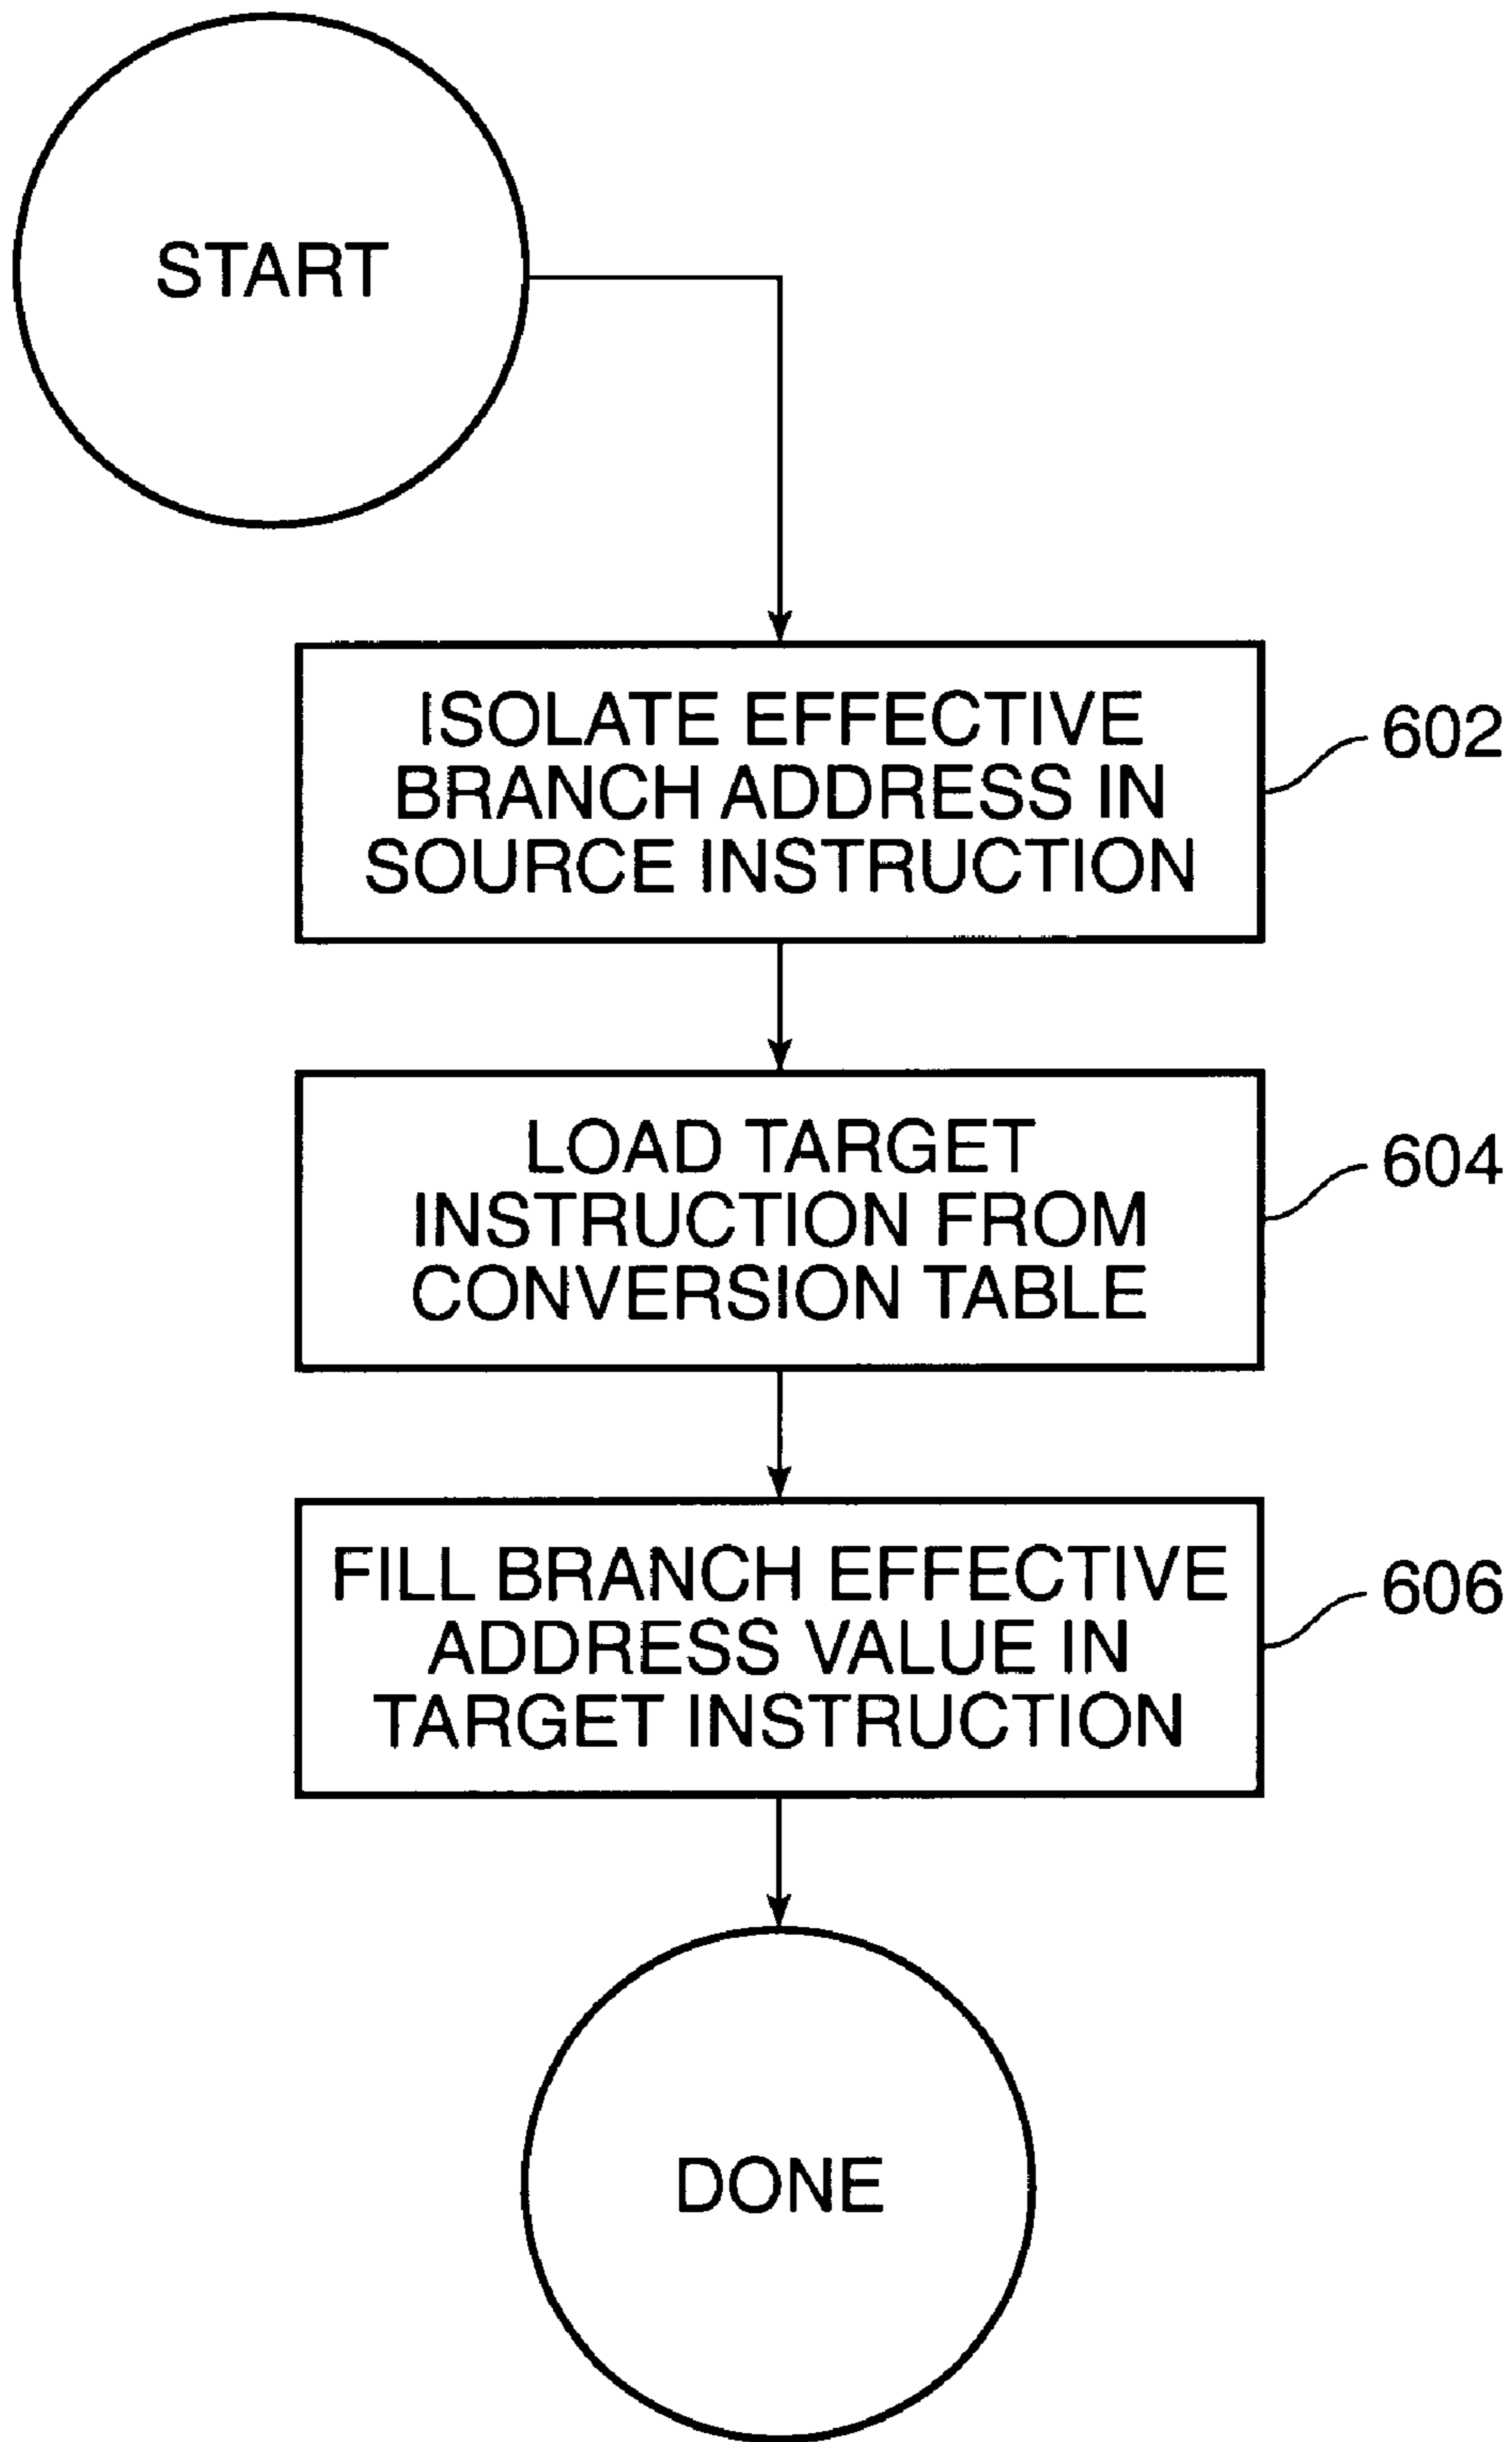 START
ISOLATE EFFECTIVE
BRANCH ADDRESS IN
SOURCE INSTRUCTION
602
LOAD TARGET
INSTRUCTION FROM
CONVERSION TABLE
604
FILL BRANCH EFFECTIVE
ADDRESS VALUE IN
TARGET INSTRUCTION
606
DONE